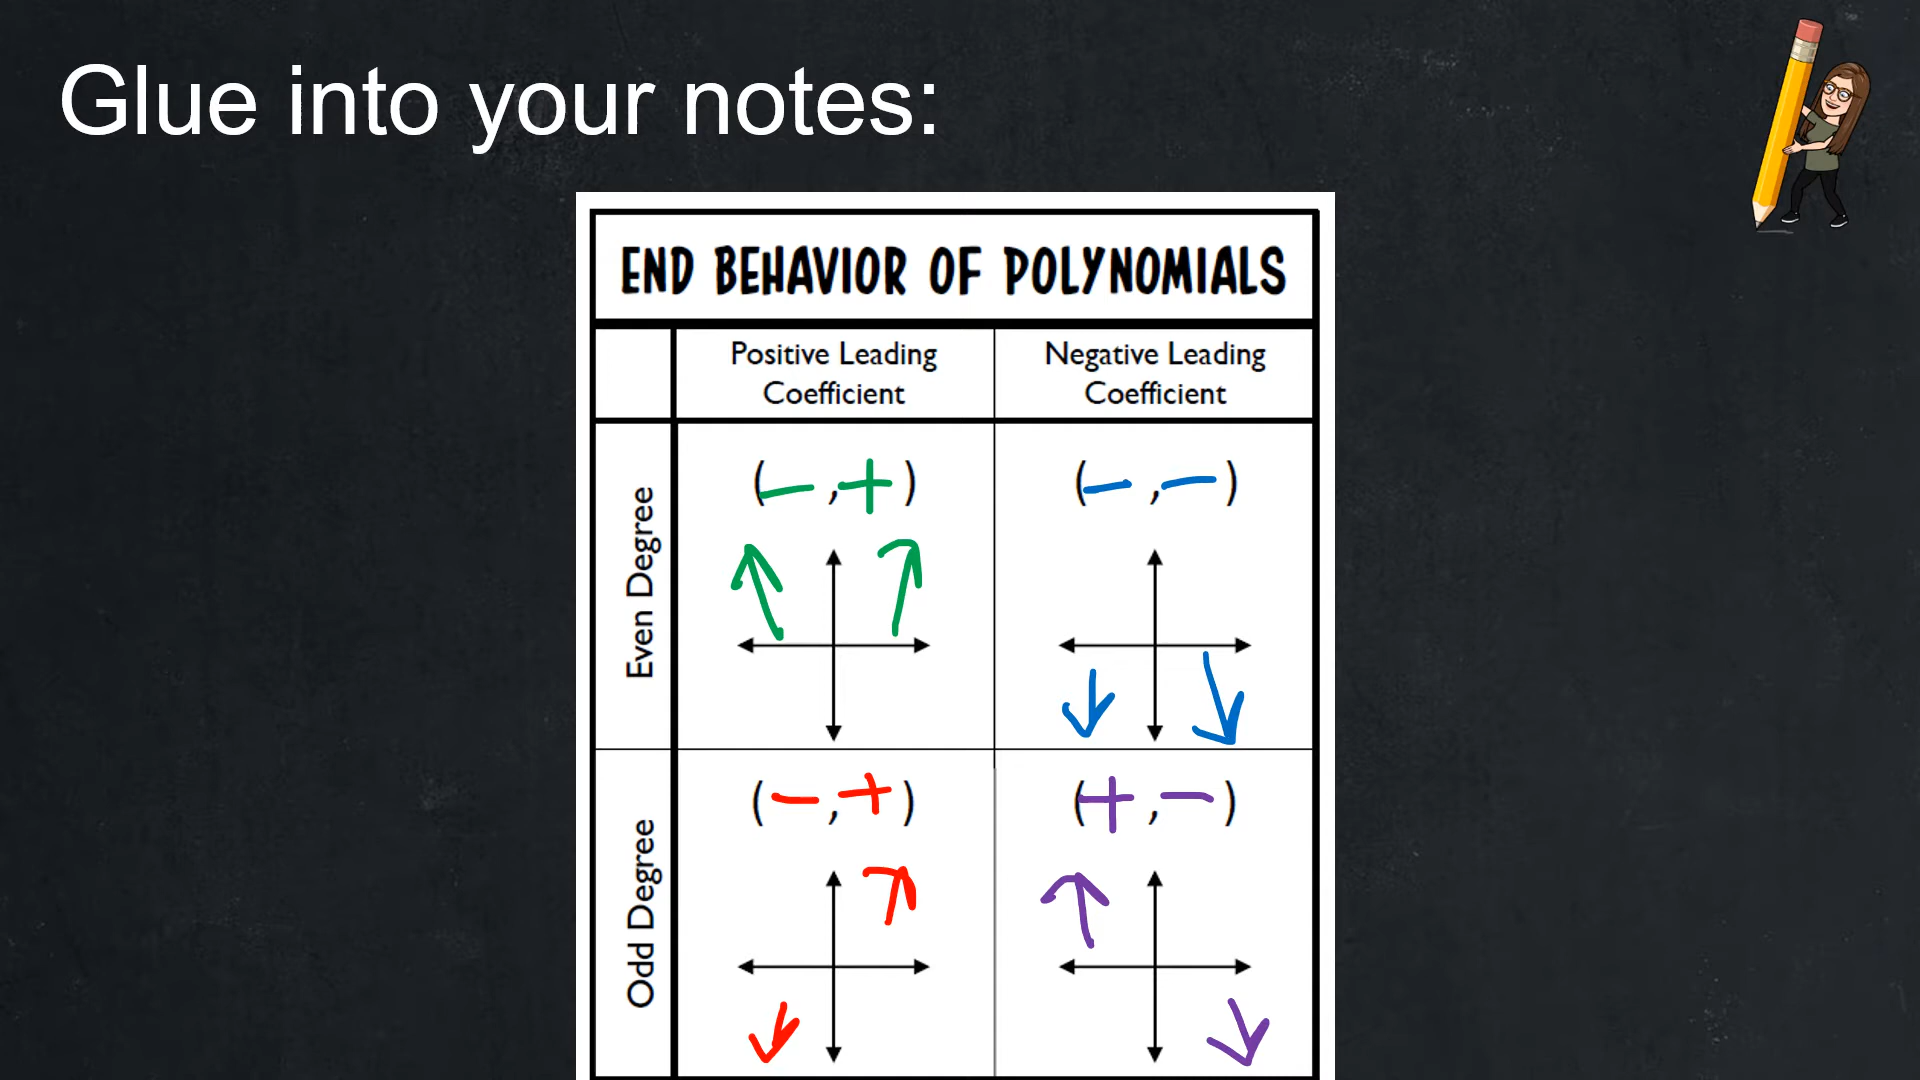 Glue into your notes:
END BEHAVIOR OF POLYNOMIALS
Positive Leading Coefficient
Negative Leading Coefficient
Even Degree
(− ,+)
(− ,−)
Odd Degree
(− ,+)
(+ ,−)